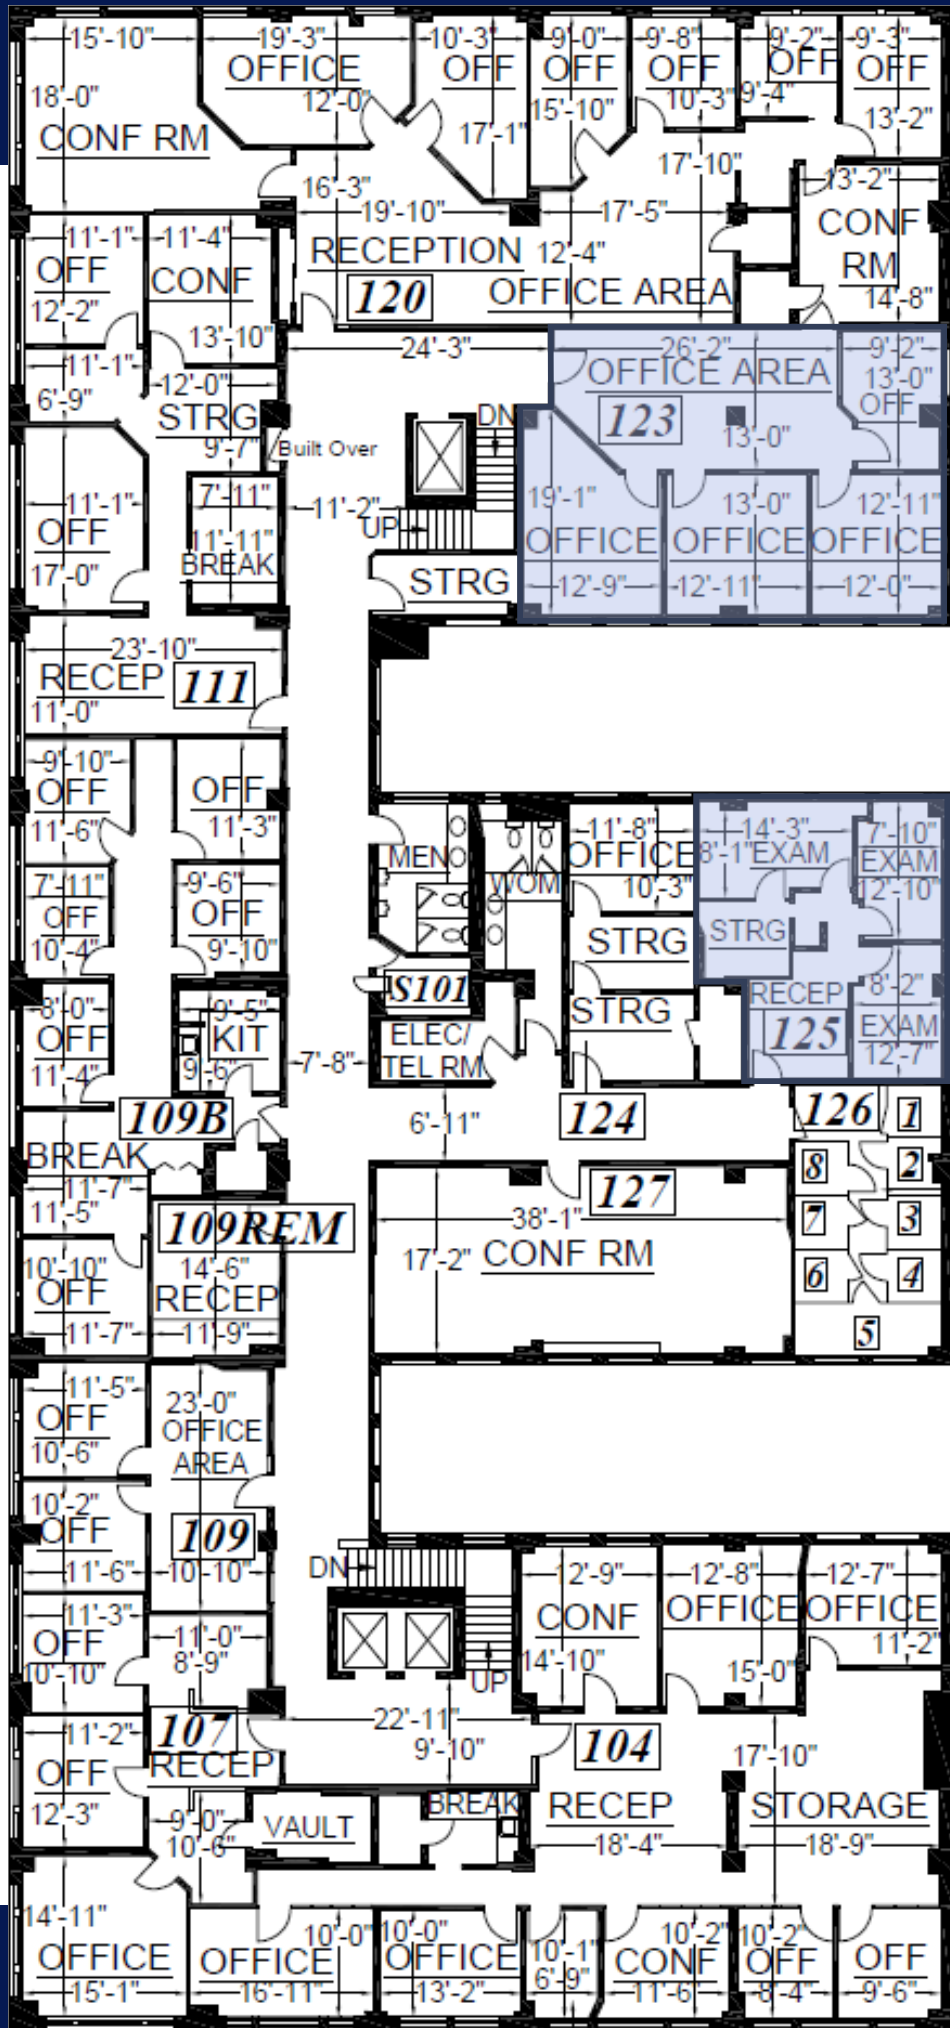 15'-10"
19'-3"
10'-3"
9'-0"
9'-8"
9'-2"
9'-3"
OFFICE
OFF
OFF
OFF
OFF
OFF
18'-0"
12'-0"
15'-10"
10'-3"
9'-4"
13'-2"
CONF RM
17'-1"
17'-10"
16'-3"
13'-2"
19'-10"
17'-5"
CONF
RM
14'-8"
11'-1"
11'-4"
OFF
CONF
RECEPTION
12'-4"
12'-2"
120
OFFICE AREA
13'-10"
24'-3"
26'-2"
9'-2"
11'-1"
12'-0"
OFFICE AREA
13'-0"
6'-9"
STRG
DN
123
OFF
9'-7"
Built Over
13'-0"
7'-11"
11'-1"
11'-2"
19'-1"
13'-0"
12'-11"
OFF
11'-11"
UP
OFFICE
OFFICE
OFFICE
17'-0"
BREAK
STRG
12'-9"
12'-11"
12'-0"
23'-10"
RECEP
111
11'-0"
9'-10"
OFF
OFF
11'-6"
11'-3"
MEN
WOM
11'-8"
OFFICE
10'-3"
14'-3"
8'-1"
EXAM
7'-10"
EXAM
12'-10"
7'-11"
9'-6"
OFF
OFF
10'-4"
9'-10"
STRG
STRG
S101
STRG
RECEP
8'-2"
8'-0"
9'-5"
OFF
KIT
ELEC/
TEL RM
125
EXAM
11'-4"
9'-6"
7'-8"
12'-7"
109B
6'-11"
124
126
1
BREAK
8
2
11'-7"
127
11'-5"
109REM
38'-1"
7
3
10'-10"
14'-6"
17'-2"
CONF RM
6
4
OFF
RECEP
11'-7"
11'-9"
5
11'-5"
23'-0"
OFF
OFFICE
10'-6"
AREA
10'-2"
OFF
109
11'-6"
10'-10"
DN
12'-9"
12'-8"
12'-7"
11'-3"
11'-0"
CONF
OFFICE
OFFICE
OFF
8'-9"
11'-2"
10'-10"
14'-10"
15'-0"
UP
11'-2"
107
22'-11"
104
OFF
RECEP
9'-10"
17'-10"
12'-3"
9'-0"
VAULT
BREAK
RECEP
STORAGE
10'-6"
18'-4"
18'-9"
14'-11"
10'-0"
10'-0"
10'-1"
10'-2"
10'-2"
OFFICE
OFFICE
OFFICE
6'-9"
CONF
OFF
OFF
15'-1"
16'-11"
13'-2"
11'-6"
8'-4"
9'-6"